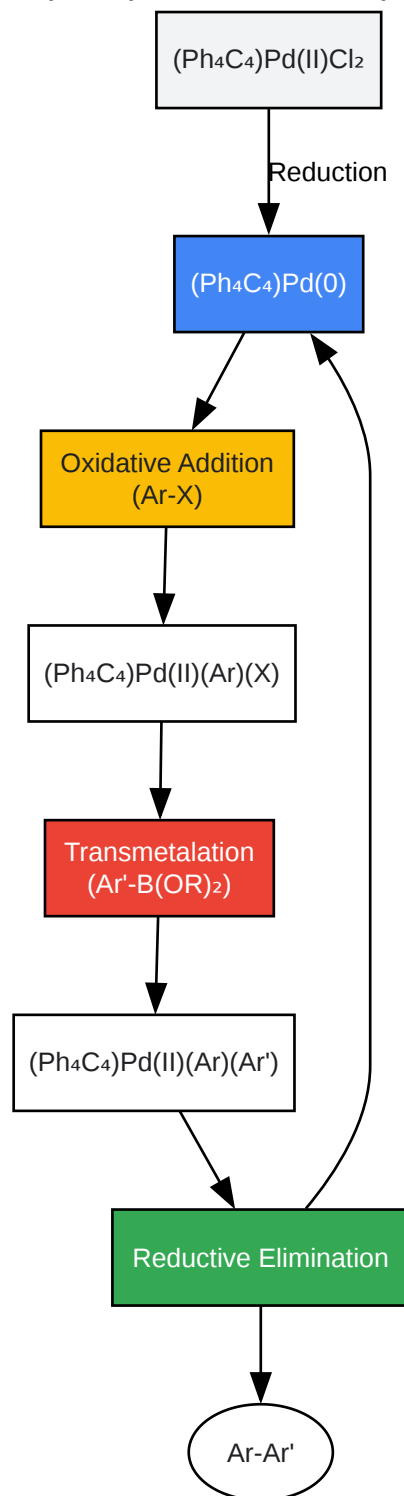 (Ph₄C₄)Pd(II)Cl₂
Reduction
(Ph₄C₄)Pd(0)
Oxidative Addition
(Ar-X)
(Ph₄C₄)Pd(II)(Ar)(X)
Transmetalation
(Ar'-B(OR)₂)
(Ph₄C₄)Pd(II)(Ar)(Ar')
Reductive Elimination
Ar-Ar'